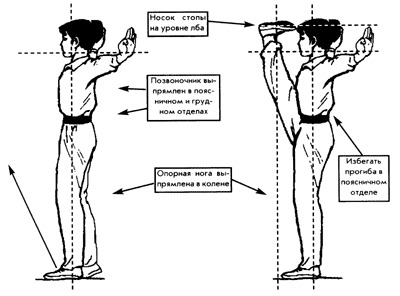 Носок стопы
на уровне лба
Позвоночник вы-
прямлен в пояс-
ничном и груд-
ном отделах
Опорная нога вы-
прямлена в колене
Избегать
прогиба в
поясничном
отделе